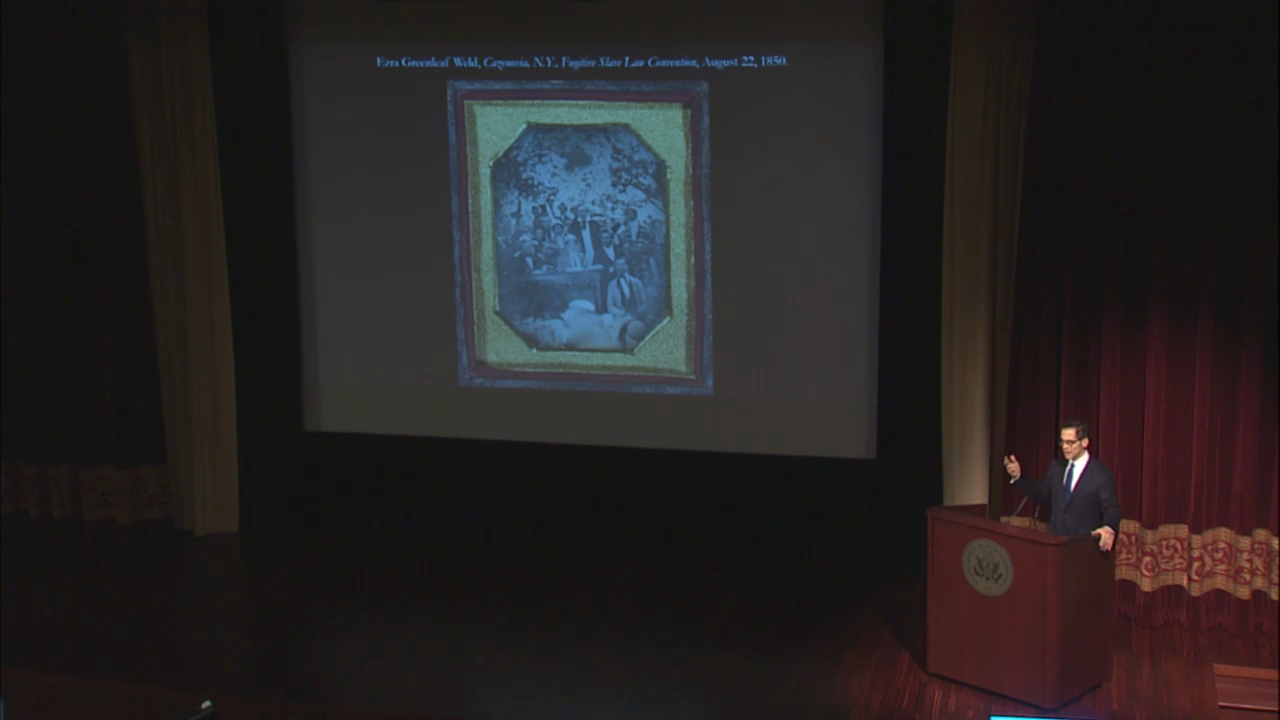 Ezra Greenleaf Weld, Cazenovia, N.Y. Fugitive Slave Law Convention, August 22, 1850.